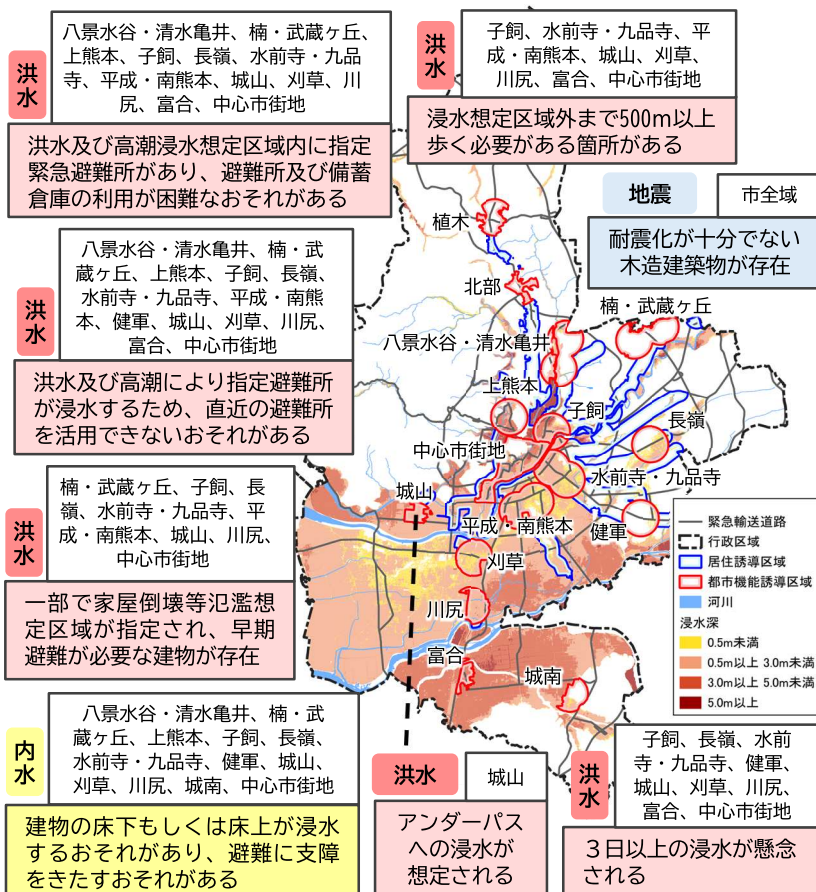 洪水
八景水谷・清水亀井、楠・武蔵ヶ丘、
上熊本、子飼、長嶺、水前寺・九品
寺、平成・南熊本、城山、刈草、川
尻、富合、中心市街地
洪水及び高潮浸水想定区域内に指定
緊急避難所があり、避難所及び備蓄
倉庫の利用が困難なおそれがある
洪水
子飼、水前寺・九品寺、平
成・南熊本、城山、刈草、
川尻、富合、中心市街地
浸水想定区域外まで500m以上
歩く必要がある箇所がある
地震
市全域
耐震化が十分でない
木造建築物が存在
洪水
八景水谷・清水亀井、楠・武
蔵ヶ丘、上熊本、子飼、長嶺、
水前寺・九品寺、平成・南熊
本、健軍、城山、刈草、川尻、
富合、中心市街地
洪水及び高潮により指定避難所
が浸水するため、直近の避難所
を活用できないおそれがある
植木
北部
楠・武蔵ヶ丘
八景水谷・清水亀井
上熊本
子飼
長嶺
中心市街地
水前寺・九品寺
城山
平成・南熊本
健軍
刈草
川尻
富合
城南
洪水
楠・武蔵ヶ丘、子飼、長
嶺、水前寺・九品寺、平
成・南熊本、城山、川尻、
中心市街地
一部で家屋倒壊等氾濫想
定区域が指定され、早期
避難が必要な建物が存在
緊急輸送道路
行政区域
居住誘導区域
都市機能誘導区域
河川
浸水深
0.5m未満
0.5m以上 3.0m未満
3.0m以上 5.0m未満
5.0m以上
内水
八景水谷・清水亀井、楠・武
蔵ヶ丘、上熊本、子飼、長嶺、
水前寺・九品寺、健軍、城山、
刈草、川尻、城南、中心市街地
建物の床下もしくは床上が浸水
するおそれがあり、避難に支障
をきたすおそれがある
洪水
城山
アンダーパス
への浸水が
想定される
洪水
子飼、長嶺、水前
寺・九品寺、健軍、
城山、刈草、川尻、
富合、中心市街地
３日以上の浸水が懸念
される